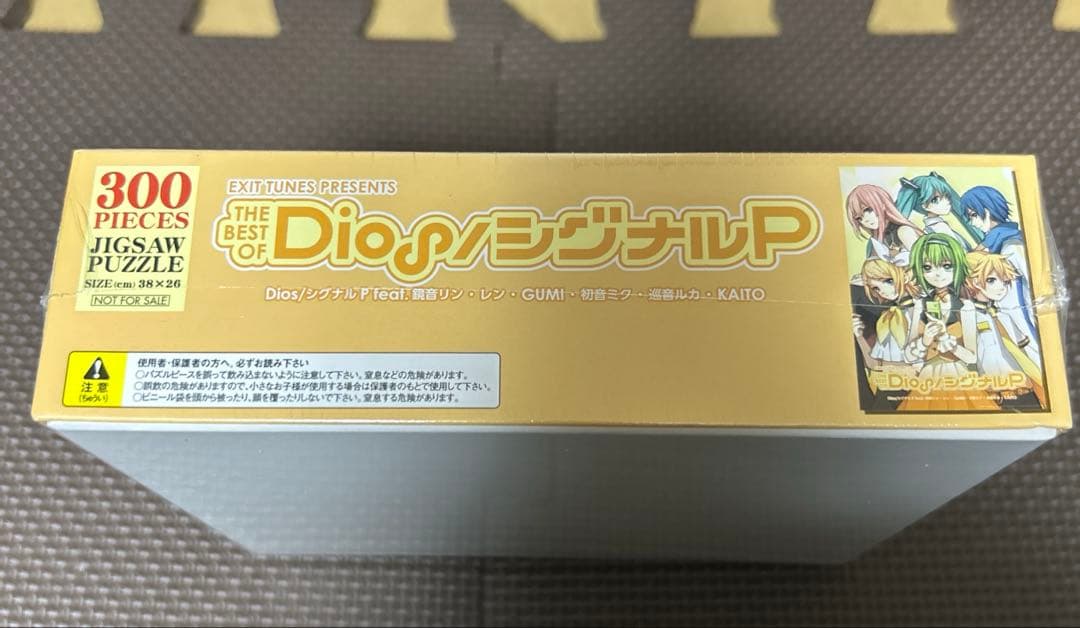 300
PIECES
JIGSAW
PUZZLE
SIZE(cm) 38×26
NOT FOR SALE
EXIT TUNES PRESENTS
THE BEST OF
Dios/シグナルP
Dios/シグナルP feat. 鏡音リン・レン・GUMI・初音ミク・巡音ルカ・KAITO
注意
(ちゅうい)
使用者・保護者の方へ。必ずお読み下さい
○パズルピースを誤って飲み込まないように注意して下さい。窒息などの危険があります。
○誤飲の危険がありますので、小さなお子様が使用する場合は保護者のもとで使用して下さい。
○ビニール袋を頭から被ったり、顔を覆ったりしないで下さい。窒息する危険があります。
THE
Dios/シグナルP